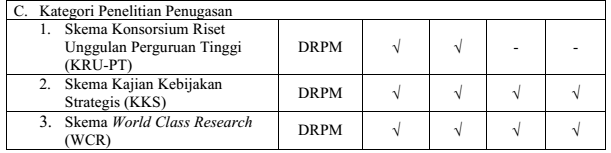 C. Kategori Penelitian Penugasan
1. Skema Konsorsium Riset
Unggulan Perguruan Tinggi DRPM √ √ - -
(KRU-PT)
2. Skema Kajian Kebijakan
Strategis (KKS) DRPM √ √ √ √
3. Skema World Class Research
(WCR) DRPM √ √ √ √